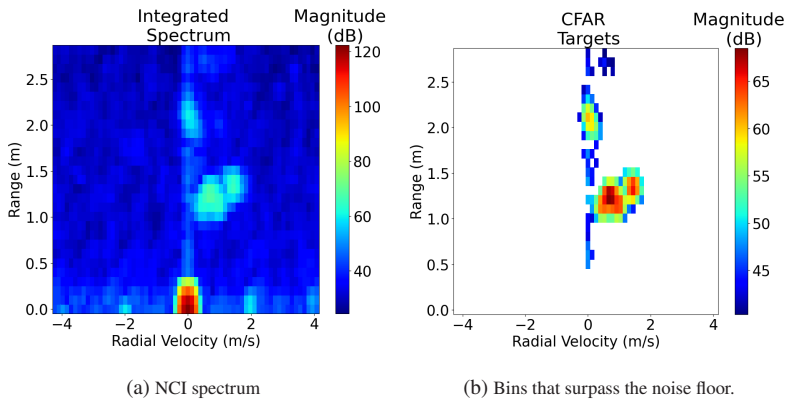 Integrated
Spectrum
Magnitude
(dB)
120
100
80
60
40
2.5
2.0
1.5
1.0
0.5
0.0
Range (m)
−4
−2
0
2
4
Radial Velocity (m/s)
(a) NCI spectrum
CFAR
Targets
Magnitude
(dB)
65
60
55
50
45
2.5
2.0
1.5
1.0
0.5
0.0
Range (m)
−4
−2
0
2
4
Radial Velocity (m/s)
(b) Bins that surpass the noise floor.